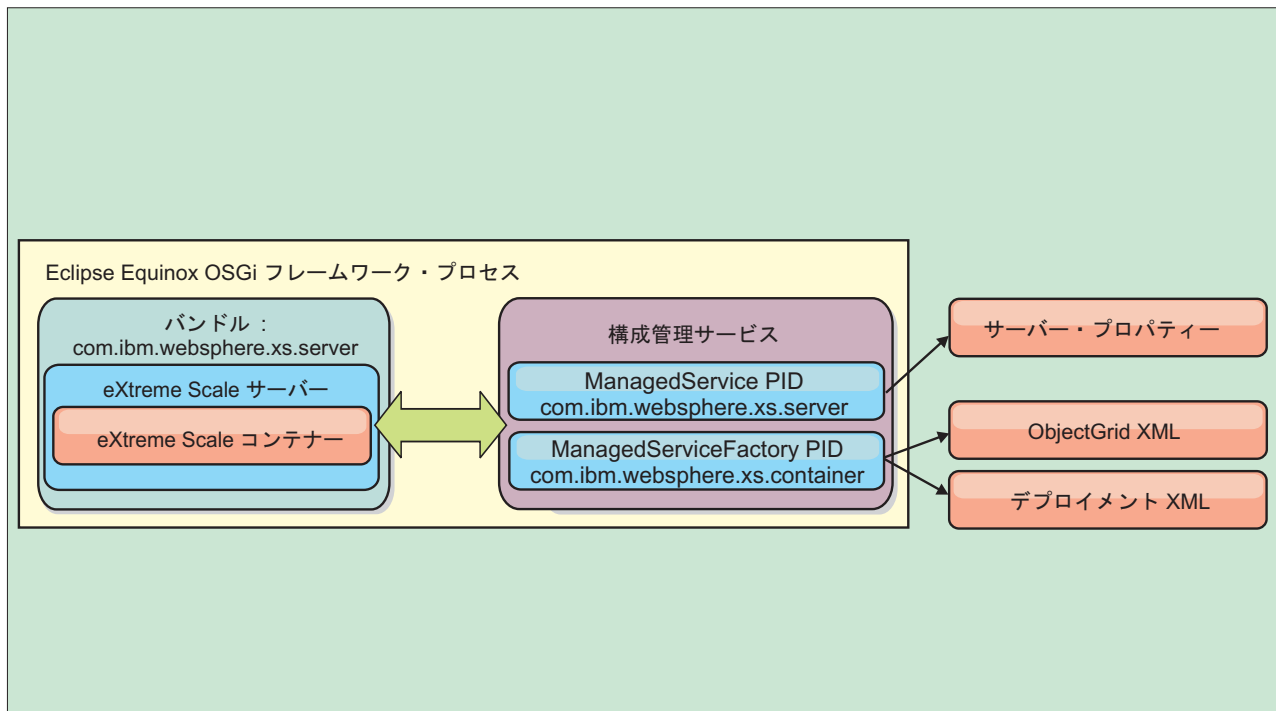 Eclipse Equinox OSGi フレームワーク・プロセス
バンドル：
com.ibm.websphere.xs.server
eXtreme Scale サーバー
eXtreme Scale コンテナー
構成管理サービス
ManagedService PID
com.ibm.websphere.xs.server
ManagedServiceFactory PID
com.ibm.websphere.xs.container
サーバー・プロパティー
ObjectGrid XML
デプロイメント XML